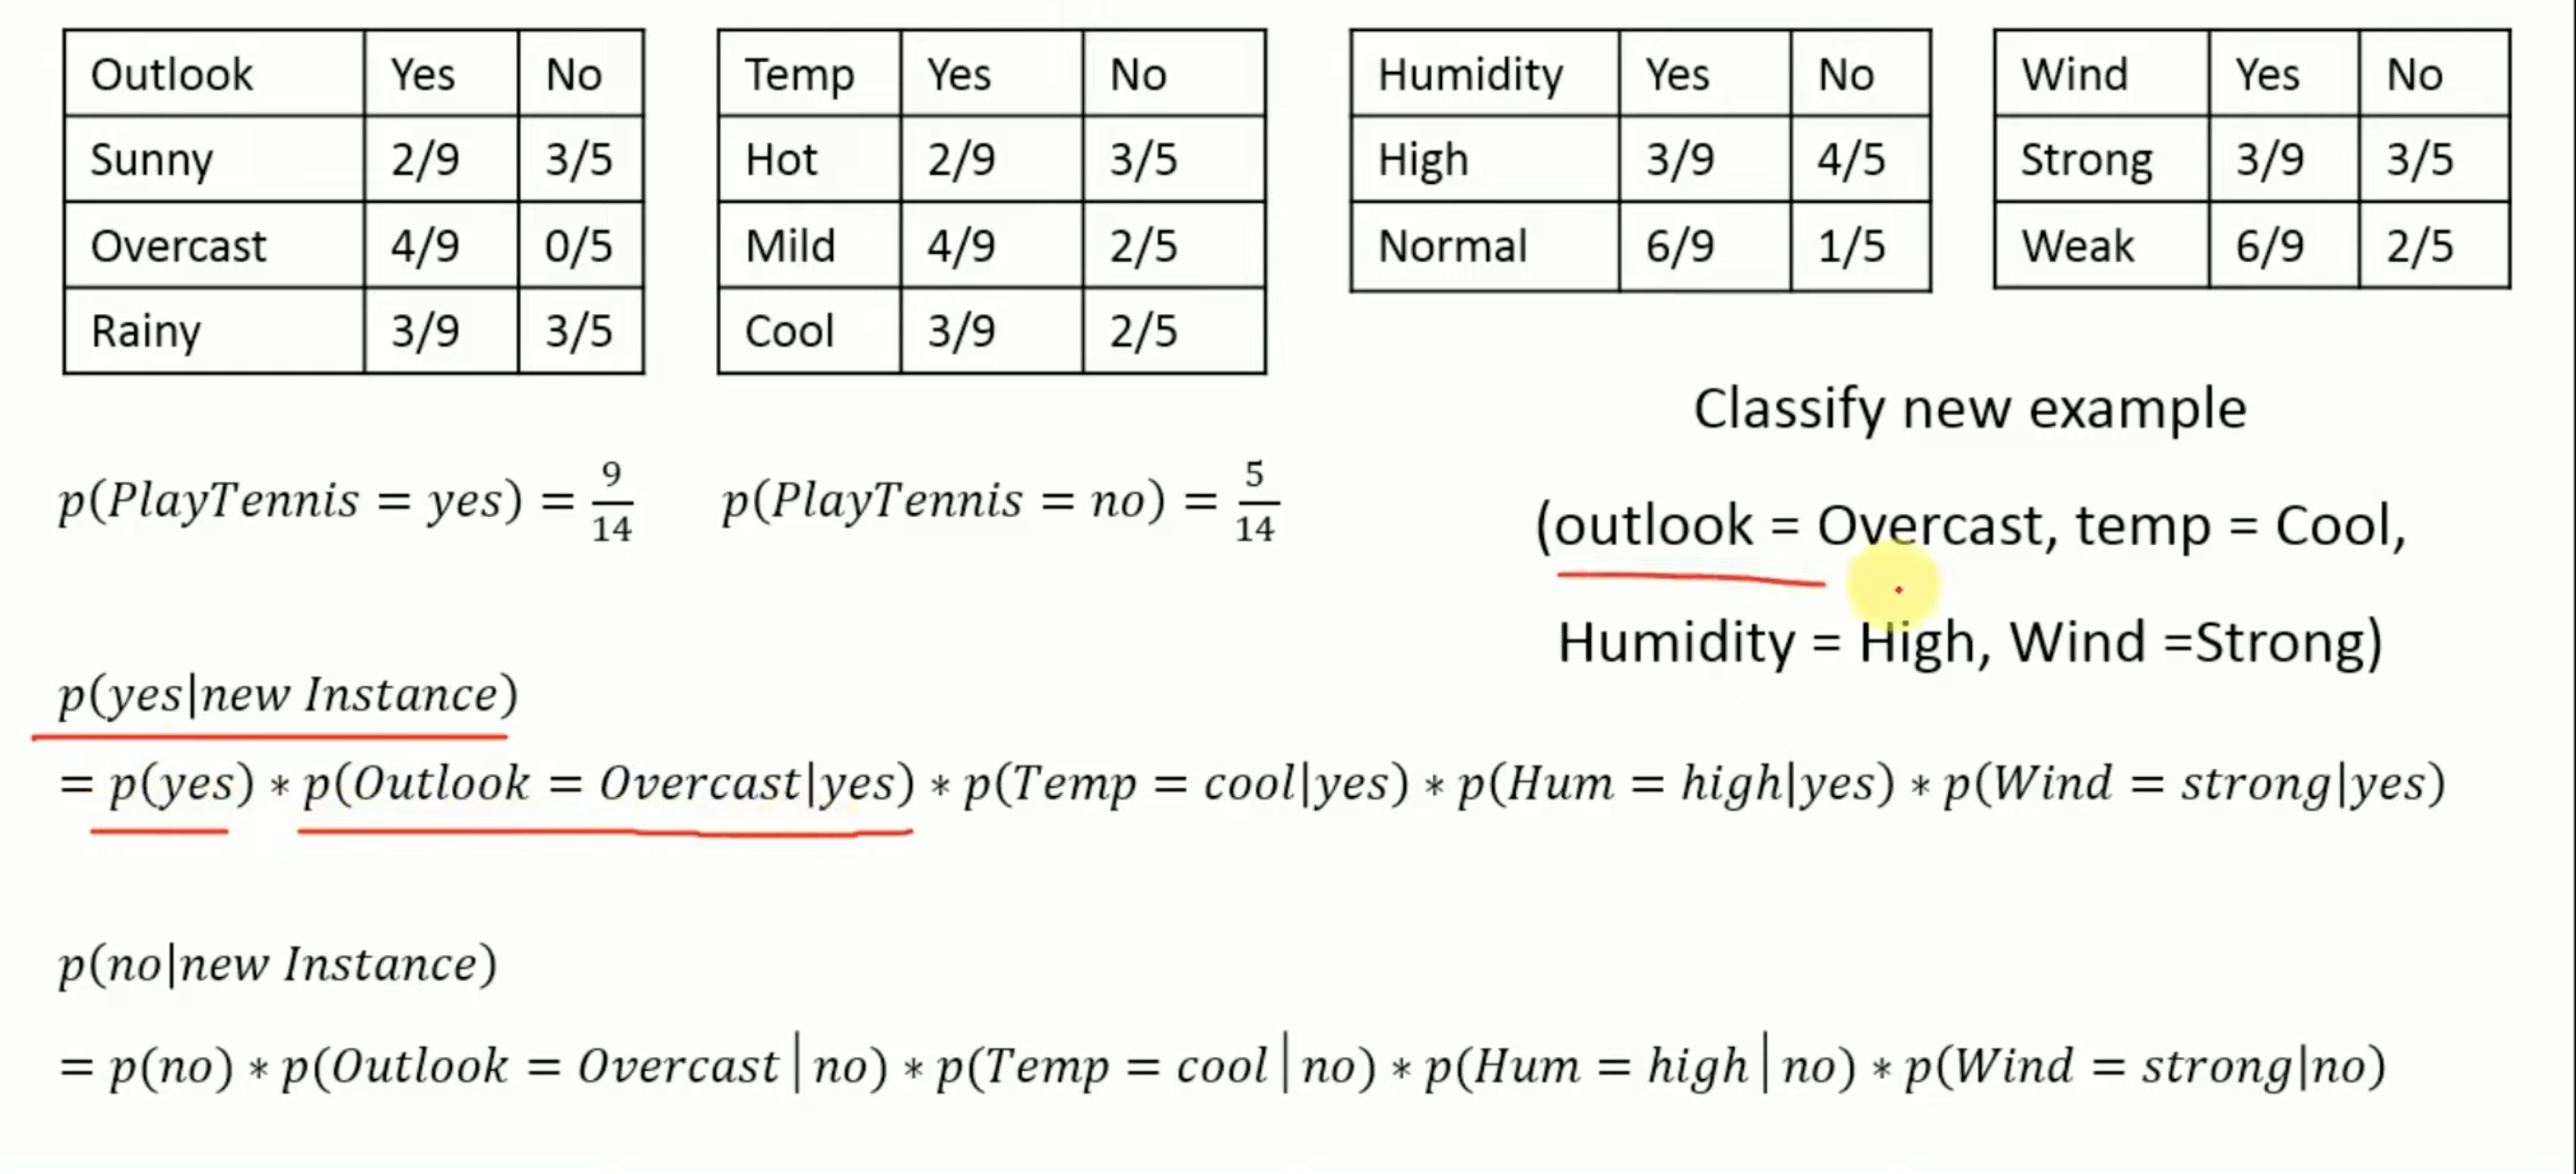 Outlook Yes No
Sunny 2/9 3/5
Overcast 4/9 0/5
Rainy 3/9 3/5
Temp Yes No
Hot 2/9 3/5
Mild 4/9 2/5
Cool 3/9 2/5
Humidity Yes No
High 3/9 4/5
Normal 6/9 1/5
Wind Yes No
Strong 3/9 3/5
Weak 6/9 2/5
p(PlayTennis = yes) = 9/14
p(PlayTennis = no) = 5/14
Classify new example
(outlook = Overcast, temp = Cool,
Humidity = High, Wind =Strong)
p(yes|new Instance)
= p(yes) * p(Outlook = Overcast|yes) * p(Temp = cool|yes) * p(Hum = high|yes) * p(Wind = strong|yes)
p(no|new Instance)
= p(no) * p(Outlook = Overcast|no) * p(Temp = cool|no) * p(Hum = high|no) * p(Wind = strong|no)